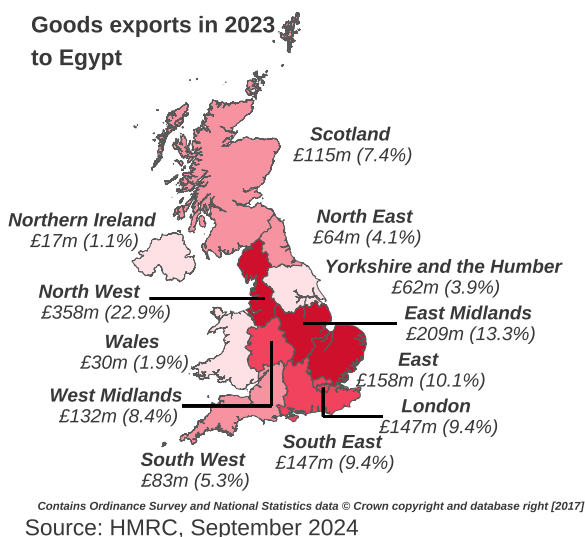 Goods exports in 2023
to Egypt
Scotland
£115m (7.4%)
Northern Ireland
£17m (1.1%)
North East
£64m (4.1%)
Yorkshire and the Humber
£62m (3.9%)
North West
£358m (22.9%)
East Midlands
£209m (13.3%)
Wales
£30m (1.9%)
East
£158m (10.1%)
West Midlands
£132m (8.4%)
London
£147m (9.4%)
South East
£147m (9.4%)
South West
£83m (5.3%)
Contains Ordinance Survey and National Statistics data © Crown copyright and database right [2017]
Source: HMRC, September 2024